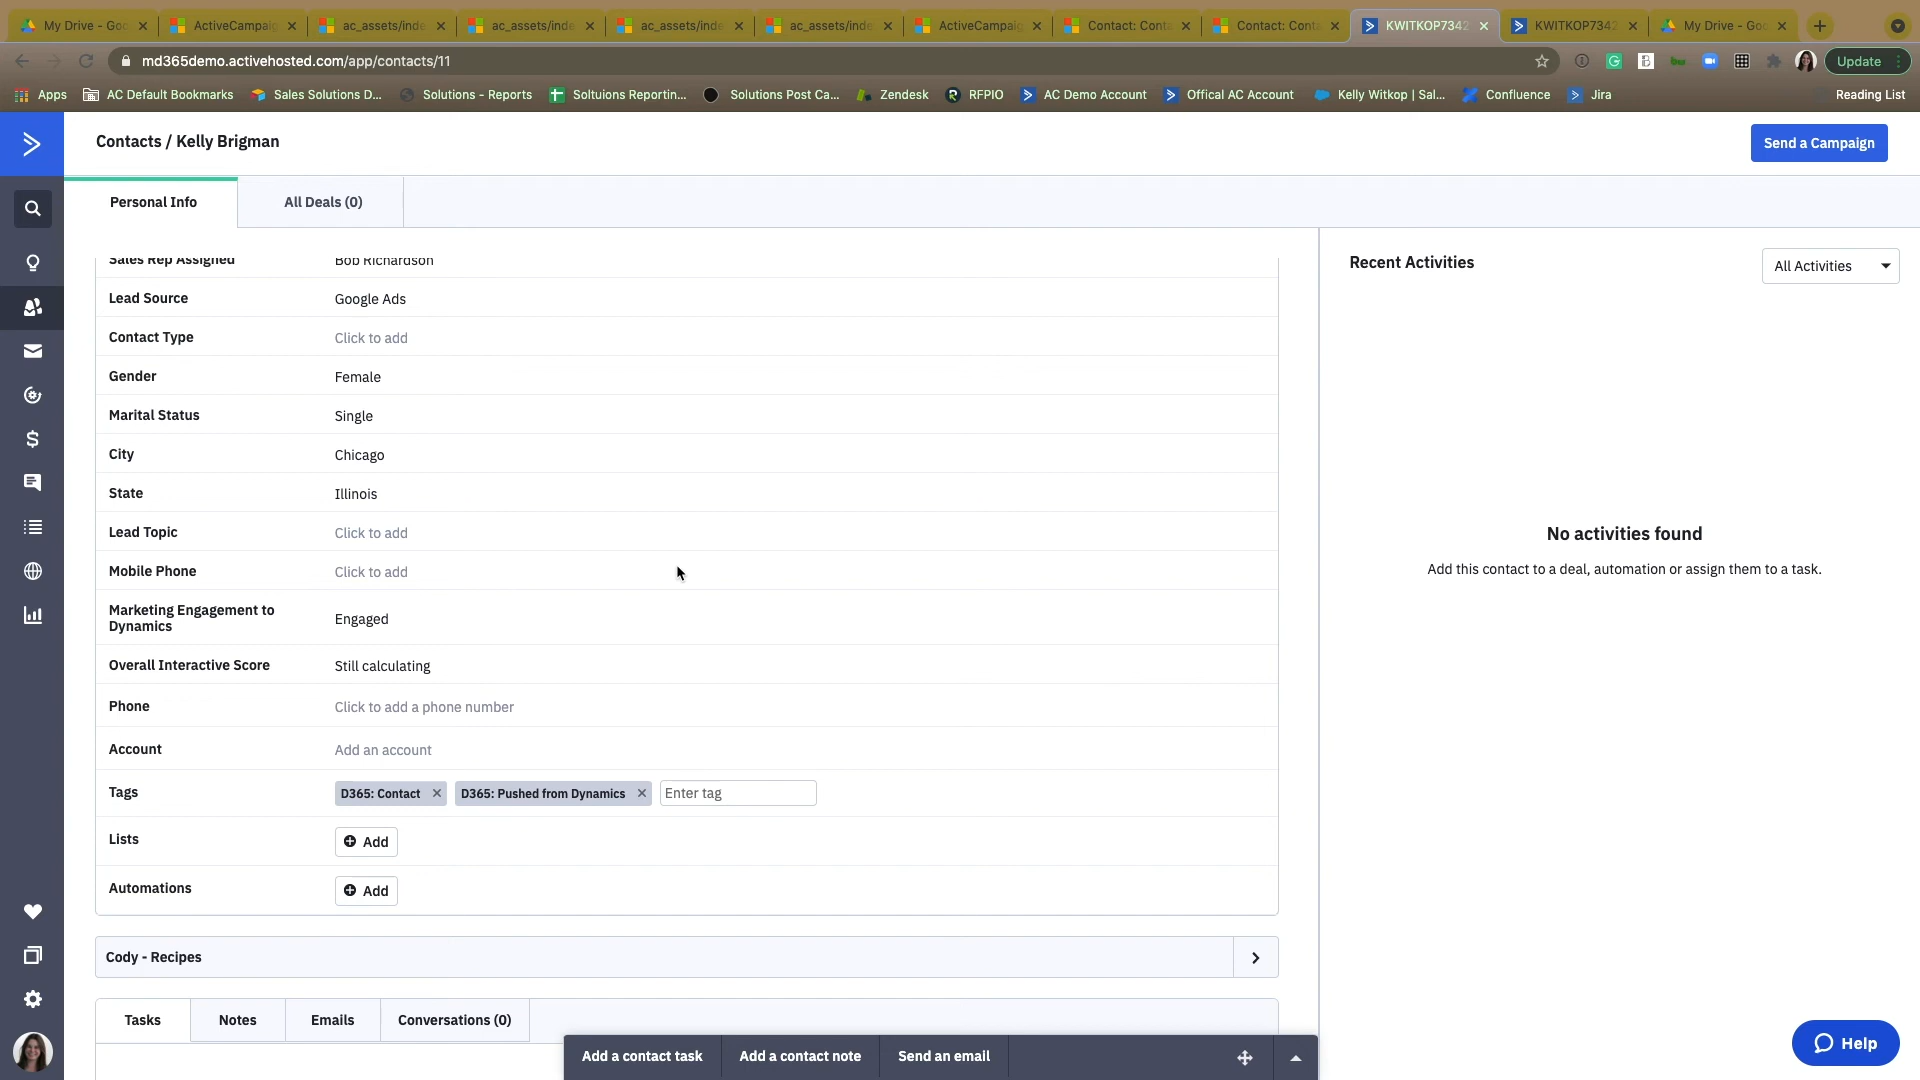 My Drive - Goo
ActiveCampaig
ac_assets/inde
ac_assets/inde
ac_assets/inde
ac_assets/inde
ActiveCampaig
Contact: Conta
Contact: Conta
KWITKOP7342
KWITKOP7342
My Drive - Goo
md365demo.activehosted.com/app/contacts/11
Update
Apps
AC Default Bookmarks
Sales Solutions D...
Solutions - Reports
Soltuions Reportin...
Solutions Post Ca...
Zendesk
RFPIO
AC Demo Account
Offical AC Account
Kelly Witkop | Sal...
Confluence
Jira
Reading List
Contacts / Kelly Brigman
Send a Campaign
Personal Info
All Deals (0)
Recent Activities
All Activities
Sales Rep Assigned Bob Richardson
Lead Source Google Ads
Contact Type Click to add
Gender Female
Marital Status Single
City Chicago
State Illinois
Lead Topic Click to add
Mobile Phone Click to add
Marketing Engagement to
Dynamics
Engaged
Overall Interactive Score Still calculating
Phone Click to add a phone number
Account Add an account
Tags D365: Contact D365: Pushed from Dynamics Enter tag
Lists Add
Automations Add
No activities found
Add this contact to a deal, automation or assign them to a task.
Cody - Recipes
Tasks
Notes
Emails
Conversations (0)
Add a contact task
Add a contact note
Send an email
Help